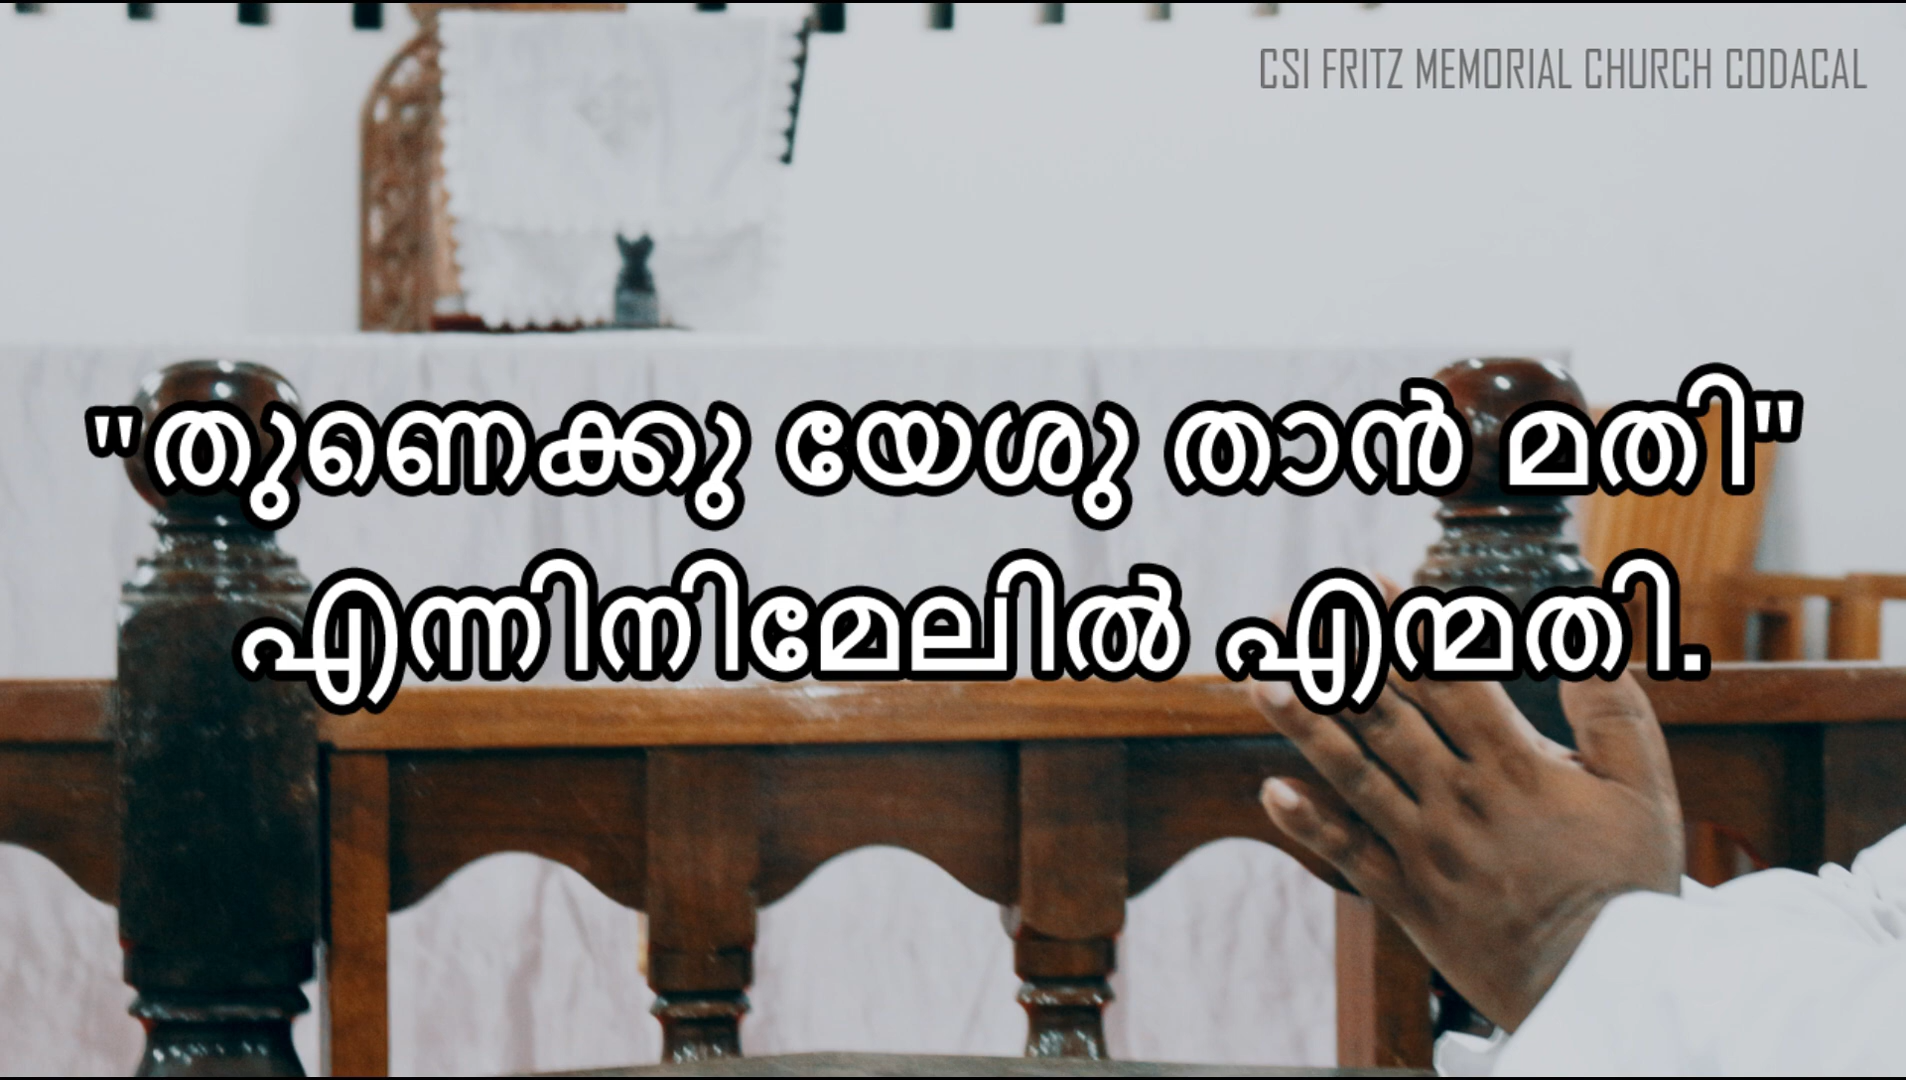 CSI FRITZ MEMORIAL CHURCH CODACAL
"തുണെക്കു യേശു താൻ മതി"
എന്നിനിമേലിൽ എന്മതി.